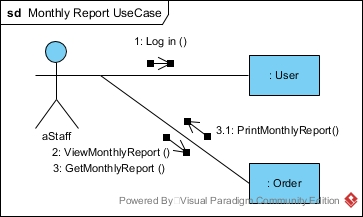 sd Monthly Report UseCase
1: Log in ()
: User
aStaff
3.1: PrintMonthlyReport()
2: ViewMonthlyReport ()
3: GetMonthlyReport ()
: Order
Powered By Visual Paradigm Community Edition